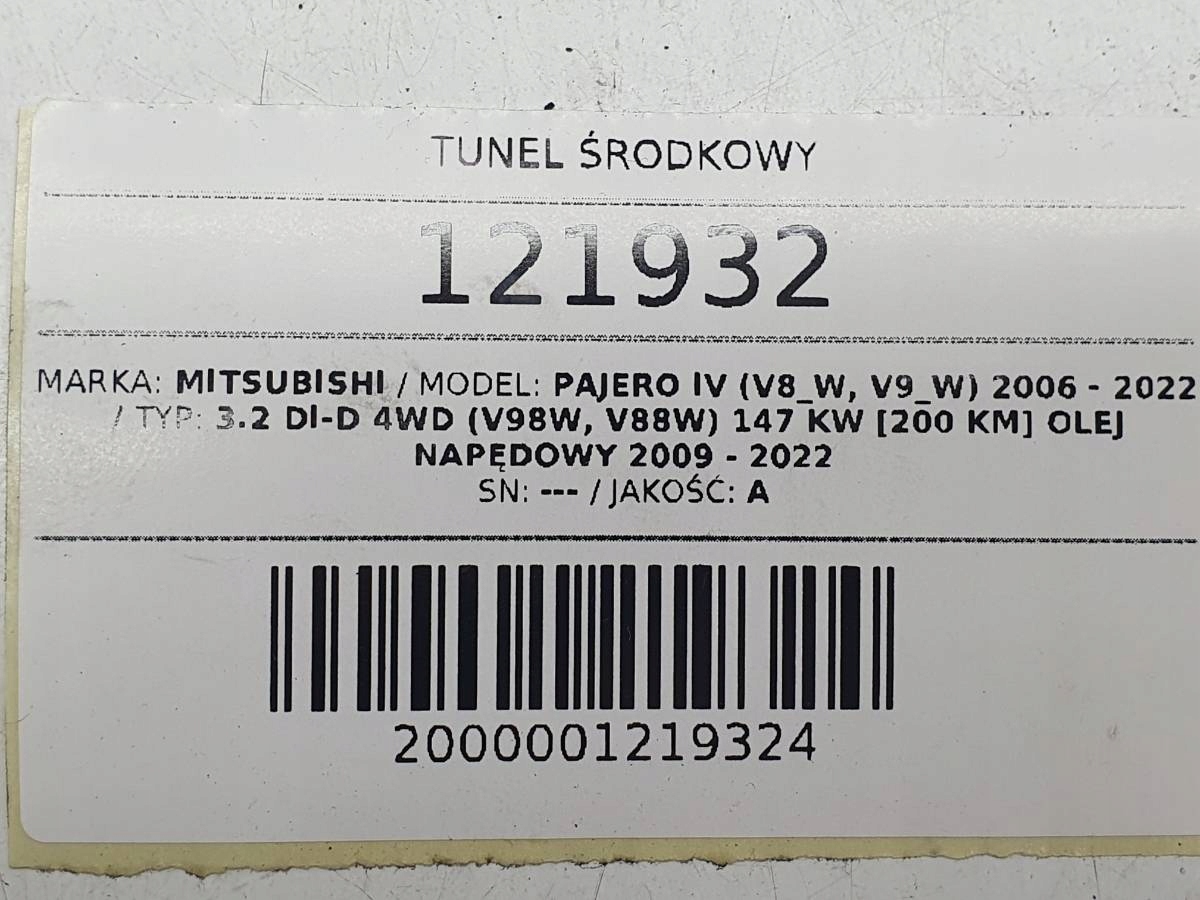 TUNEL ŚRODKOWY
121932
MARKA: MITSUBISHI / MODEL: PAJERO IV (V8_W, V9_W) 2006 - 2022
/ TYP: 3.2 DI-D 4WD (V98W, V88W) 147 KW [200 KM] OLEJ
NAPĘDOWY 2009 - 2022
SN: --- / JAKOŚĆ: A
2000001219324